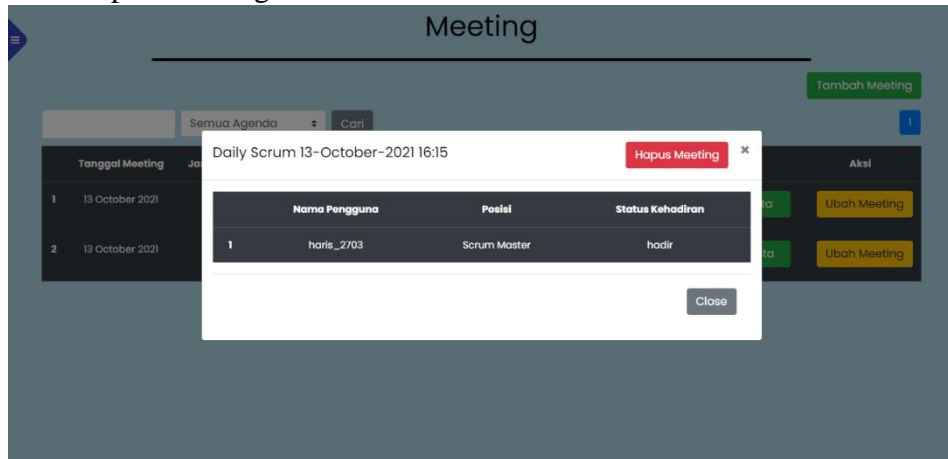 Meeting
Tambah Meeting
Semua Agenda
Cari
1
Daily Scrum 13-October-2021 16:15
Hapus Meeting
×
Tanggal Meeting
Aksi
Nama Pengguna Posisi Status Kehadiran
1 haris_2703 Scrum Master hadir
1 13 October 2021
Ubah Meeting
2 13 October 2021
Ubah Meeting
Close